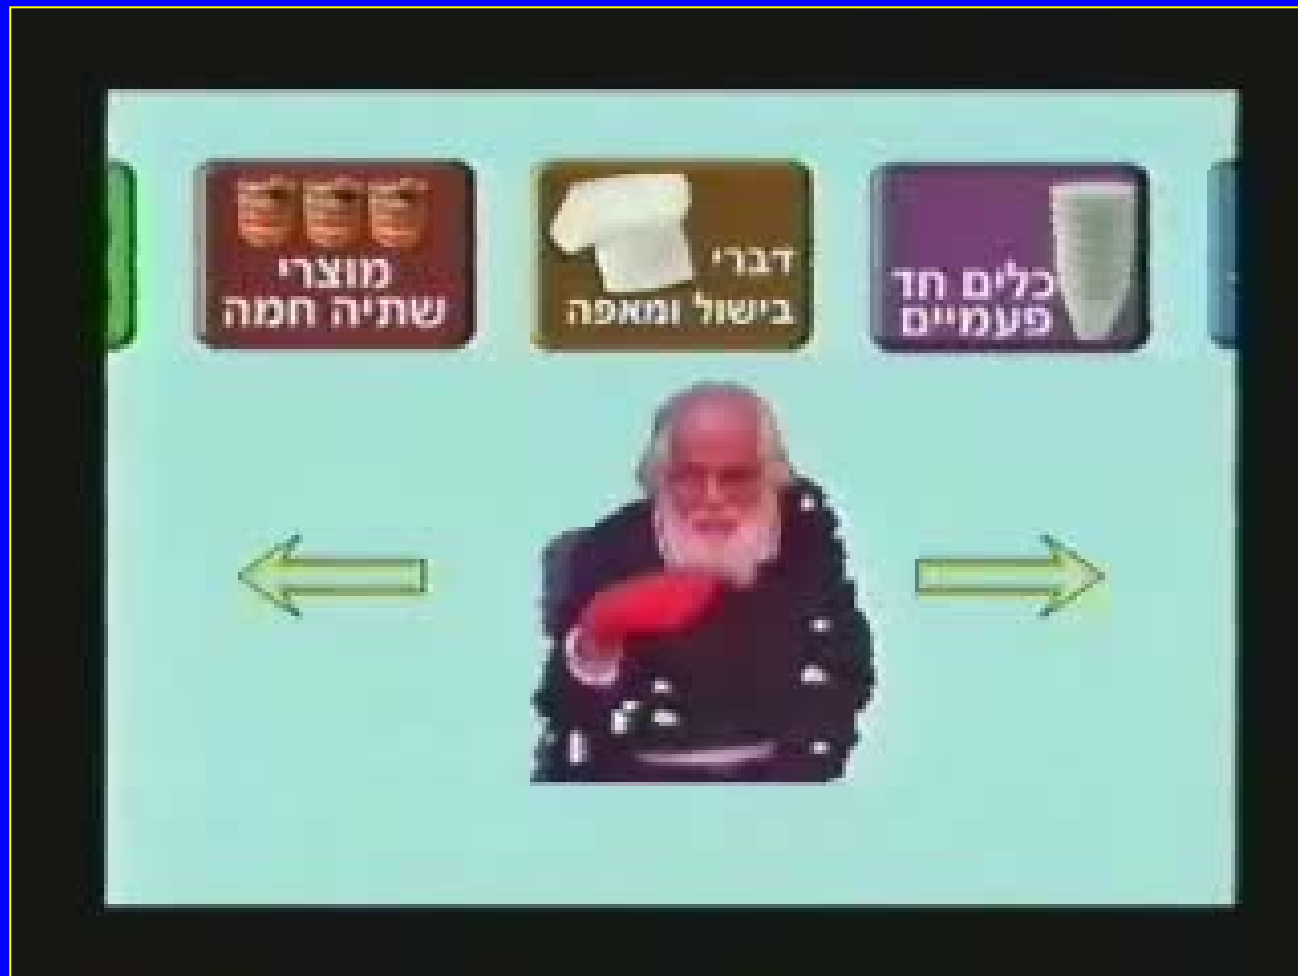 כלים חד
פעמיים
דברי
בישול ומאפה
מוצרי
שתיה חמה